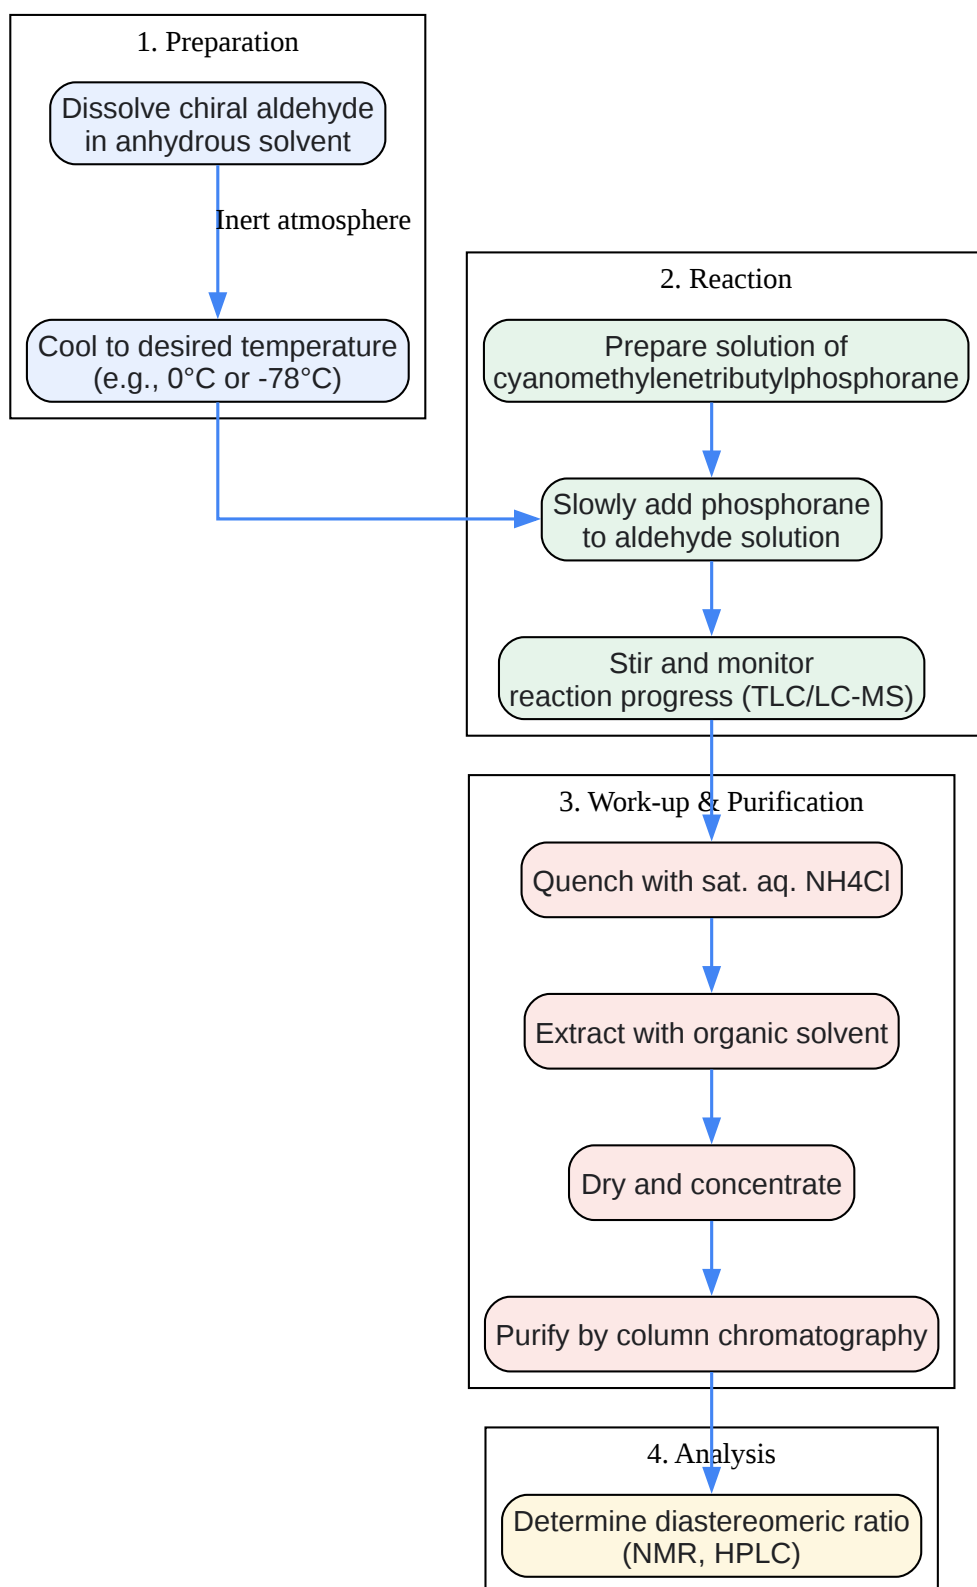 1. Preparation
Dissolve chiral aldehyde
in anhydrous solvent
Inert atmosphere
Cool to desired temperature
(e.g., 0°C or -78°C)
2. Reaction
Prepare solution of
cyanomethylenetributylphosphorane
Slowly add phosphorane
to aldehyde solution
Stir and monitor
reaction progress (TLC/LC-MS)
3. Work-up & Purification
Quench with sat. aq. NH4Cl
Extract with organic solvent
Dry and concentrate
Purify by column chromatography
4. Analysis
Determine diastereomeric ratio
(NMR, HPLC)